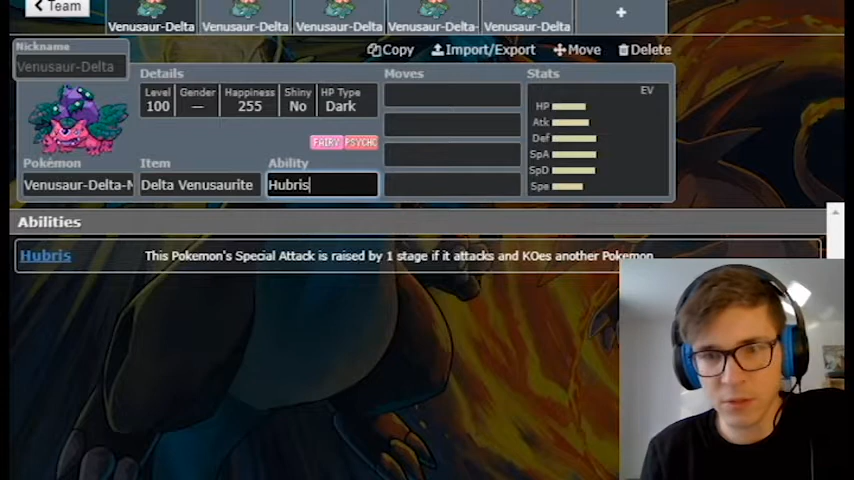 Team
Venusaur-Delta
Venusaur-Delta
Venusaur-Delta
Venusaur-Delta-
Venusaur-Delta
+
Copy
Import/Export
Move
Delete
Nickname
Venusaur-Delta
Details
Level
100
Gender
—
Happiness
255
Shiny
No
HP Type
Dark
FAIRY PSYCHC
Moves
Stats
EV
HP
Atk
Def
SpA
SpD
Spe
Pokémon
Venusaur-Delta-M
Item
Delta Venusaurite
Ability
Hubris
Abilities
Hubris
This Pokemon's Special Attack is raised by 1 stage if it attacks and KOes another Pokemon.